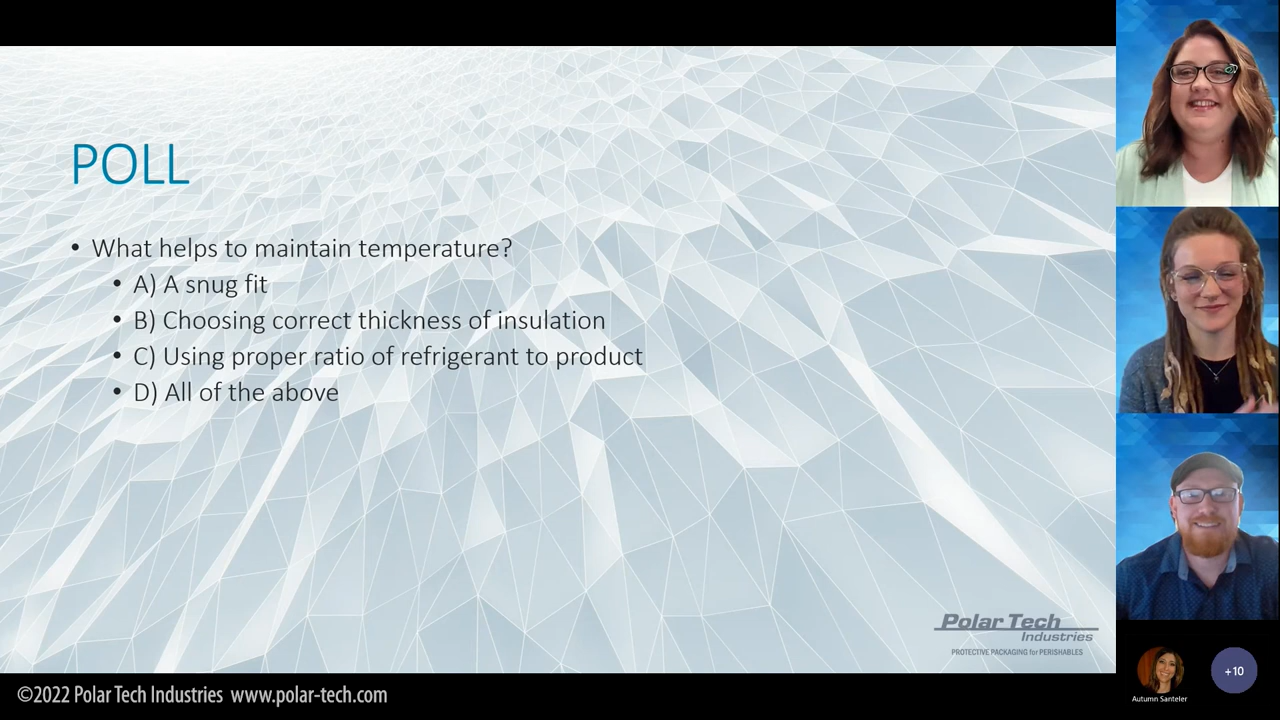 POLL
• What helps to maintain temperature?
• A) A snug fit
• B) Choosing correct thickness of insulation
• C) Using proper ratio of refrigerant to product
• D) All of the above
Polar Tech
Industries
PROTECTIVE PACKAGING for PERISHABLES
©2022 Polar Tech Industries www.polar-tech.com
Autumn Santeler
+10